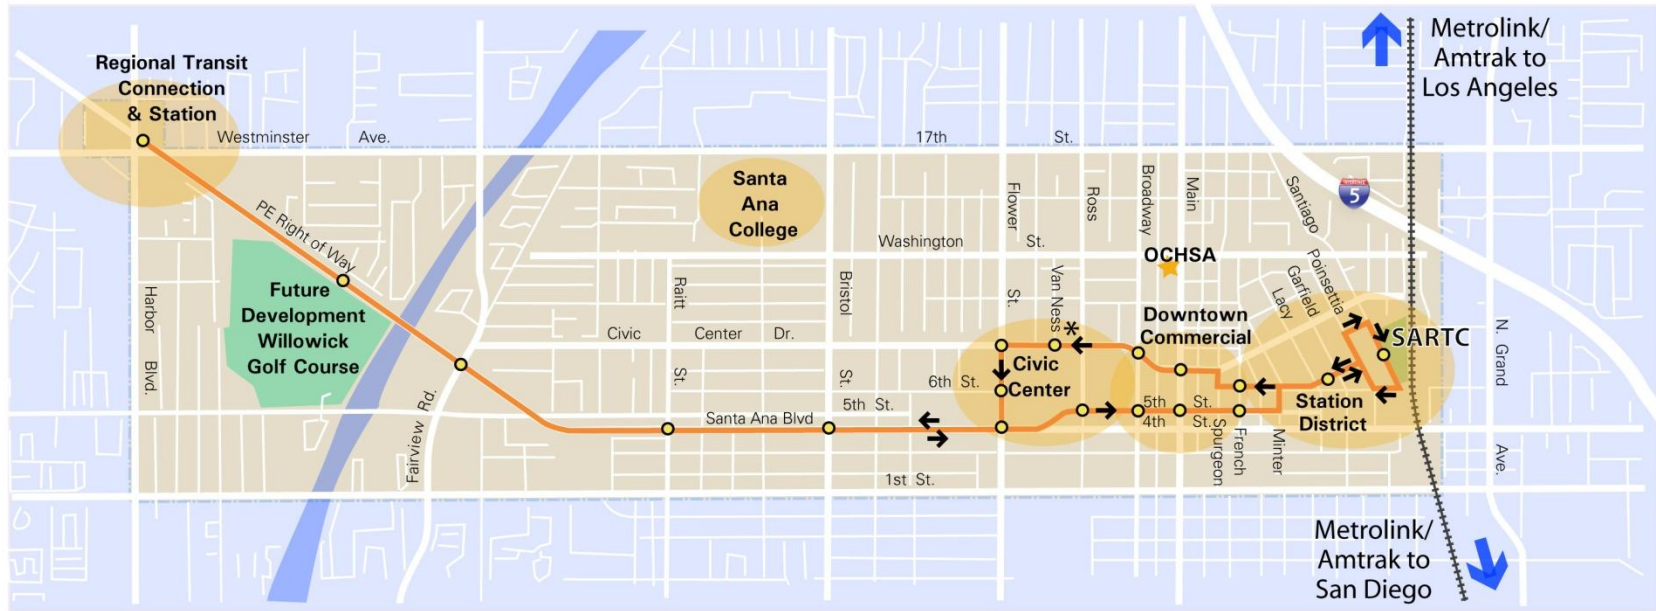 Regional Transit
Connection
& Station
Westminster Ave.
17th St.
Metrolink/
Amtrak to
Los Angeles
5
Santa
Ana
College
PE Right of Way
Washington St.
Flower St.
Ross
Broadway
Main
Santiago
OCHSA
Van Ness
*
Poinsettia
Garfield
Lacy
Harbor Blvd.
Future
Development
Willowick
Golf Course
Raitt St.
Bristol St.
Civic Center Dr.
Downtown
Commercial
SARTC
N. Grand Ave.
Civic
Center
6th St.
5th St.
Santa Ana Blvd
5th St.
4th St.
Station
District
Fairview Rd.
Spurgeon
French
Minter
1st St.
Metrolink/
Amtrak to
San Diego